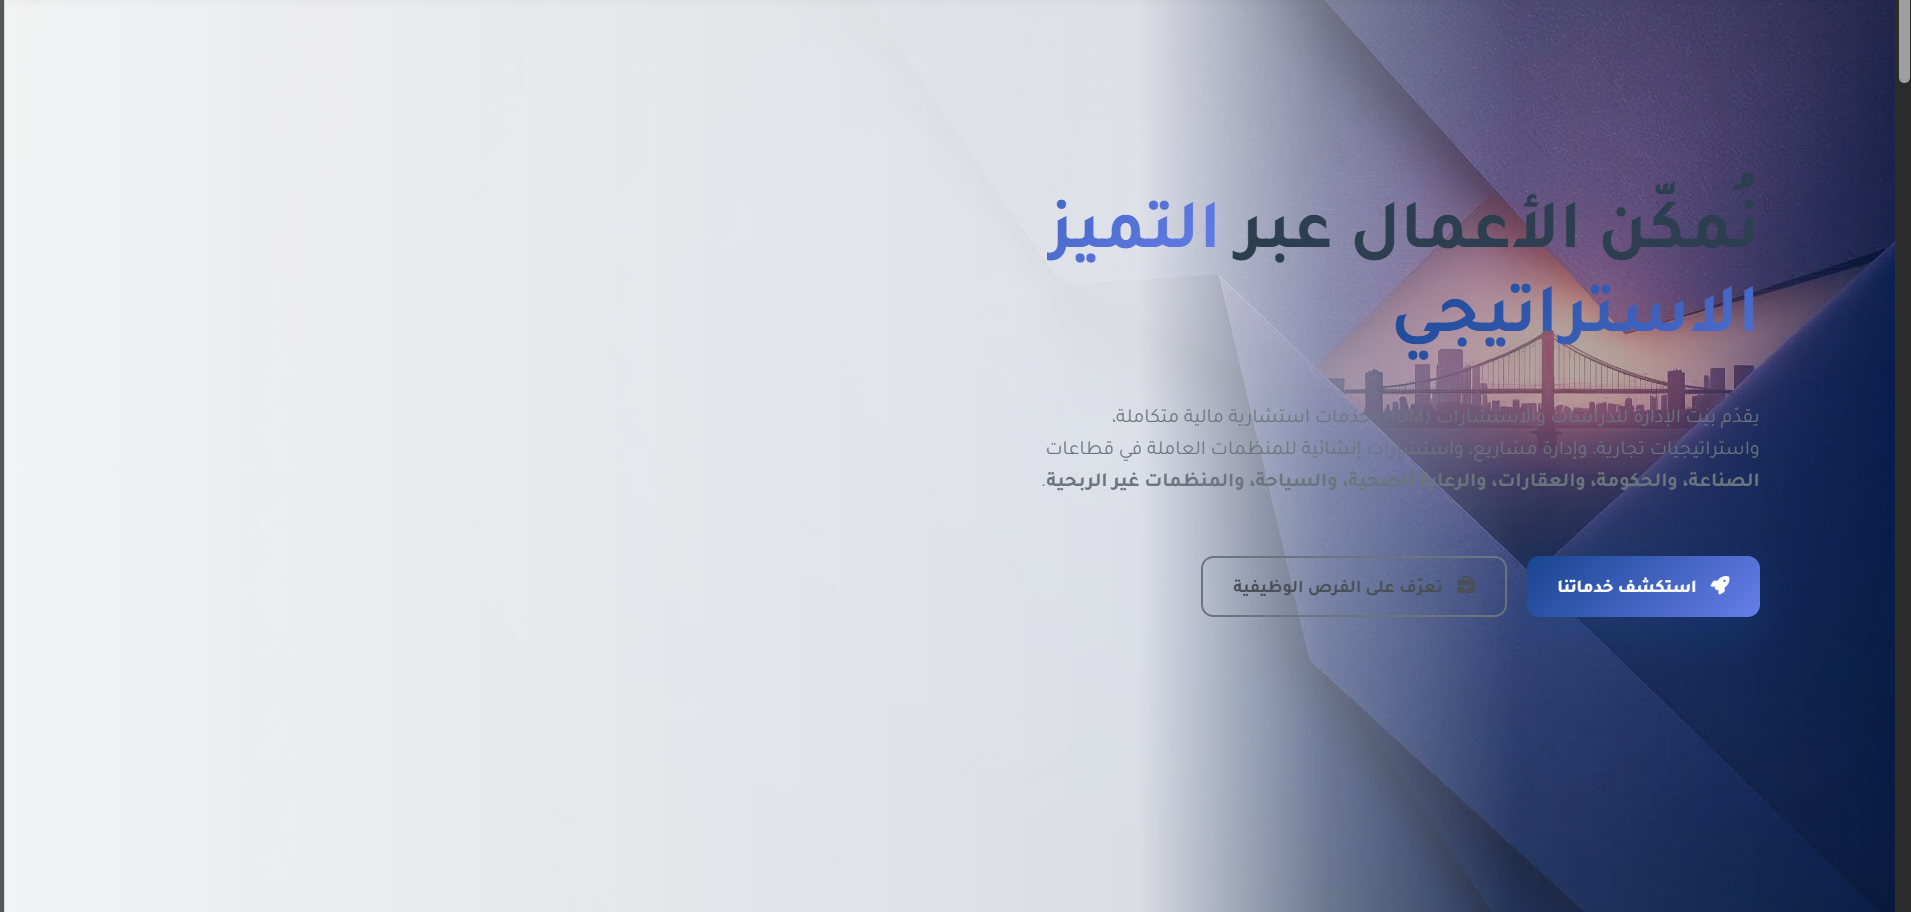 نُمكّن الأعمال عبر التميز
الاستراتيجي
يقدّم بيت الإدارة للدراسات والاستشارات خدمات استشارية مالية متكاملة،
واستراتيجيات تجارية، وإدارة مشاريع، واستشارات إنشائية للمنظمات العاملة في قطاعات
الصناعة، والحكومة، والعقارات، والرعاية الصحية، والسياحة، والمنظمات غير الربحية.
استكشف خدماتنا
تعرّف على الفرص الوظيفية